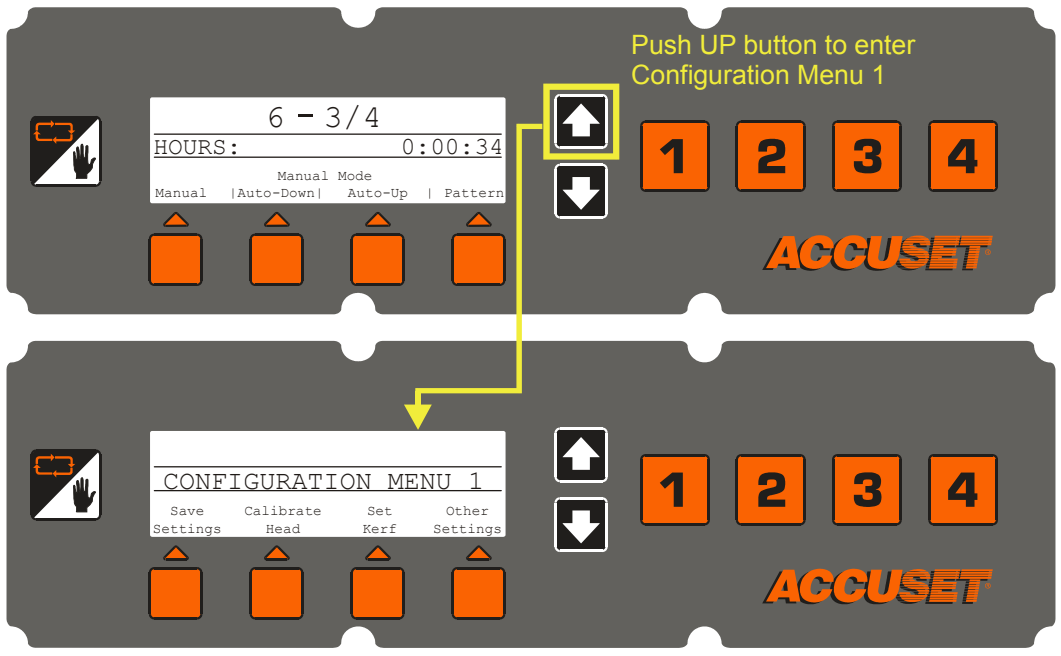 Push UP button to enter
Configuration Menu 1
6 - 3/4
HOURS: 0:00:34
Manual Mode
Manual |Auto-Down| Auto-Up | Pattern
1 2 3 4
ACCUSET®
CONFIGURATION MENU 1
Save Calibrate Set Other
Settings Head Kerf Settings
1 2 3 4
ACCUSET